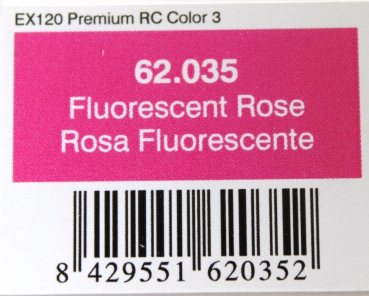 EX120 Premium RC Color 3
62.035
Fluorescent Rose
Rosa Fluorescente
8 429551 620352